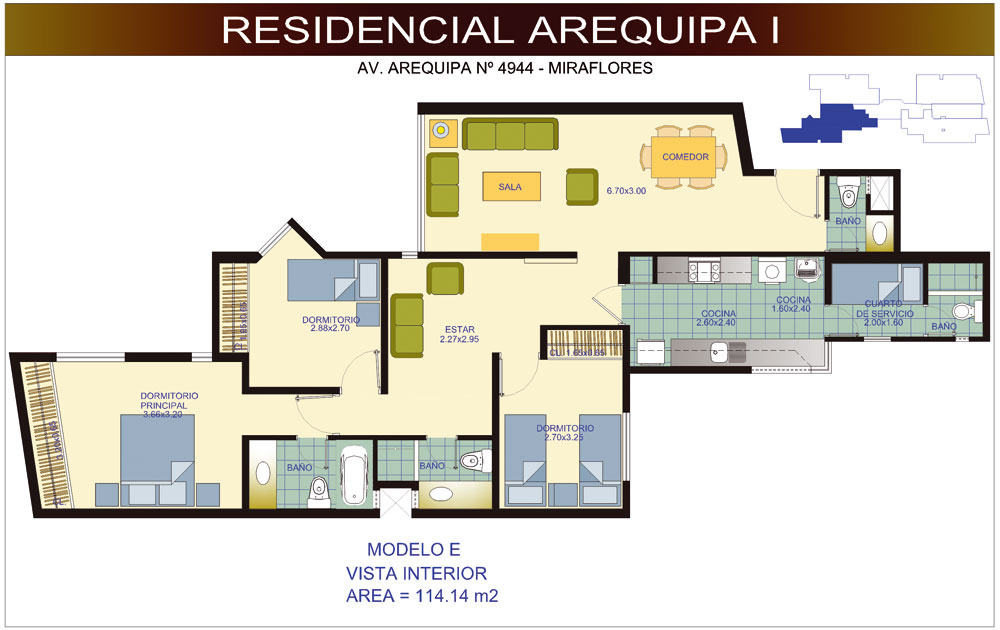 RESIDENCIAL AREQUIPA I
AV. AREQUIPA Nº 4944 - MIRAFLORES
COMEDOR
SALA
6.70x3.00
BAÑO
DORMITORIO
2.88x2.70
ESTAR
2.27x2.95
COCINA
2.60x2.40
COCINA
1.60x2.40
CUARTO
DE SERVICIO
2.00x1.60
BAÑO
CL 1.65x0.65
DORMITORIO
PRINCIPAL
3.66x3.20
DORMITORIO
2.70x3.25
BAÑO
BAÑO
MODELO E
VISTA INTERIOR
AREA = 114.14 m2